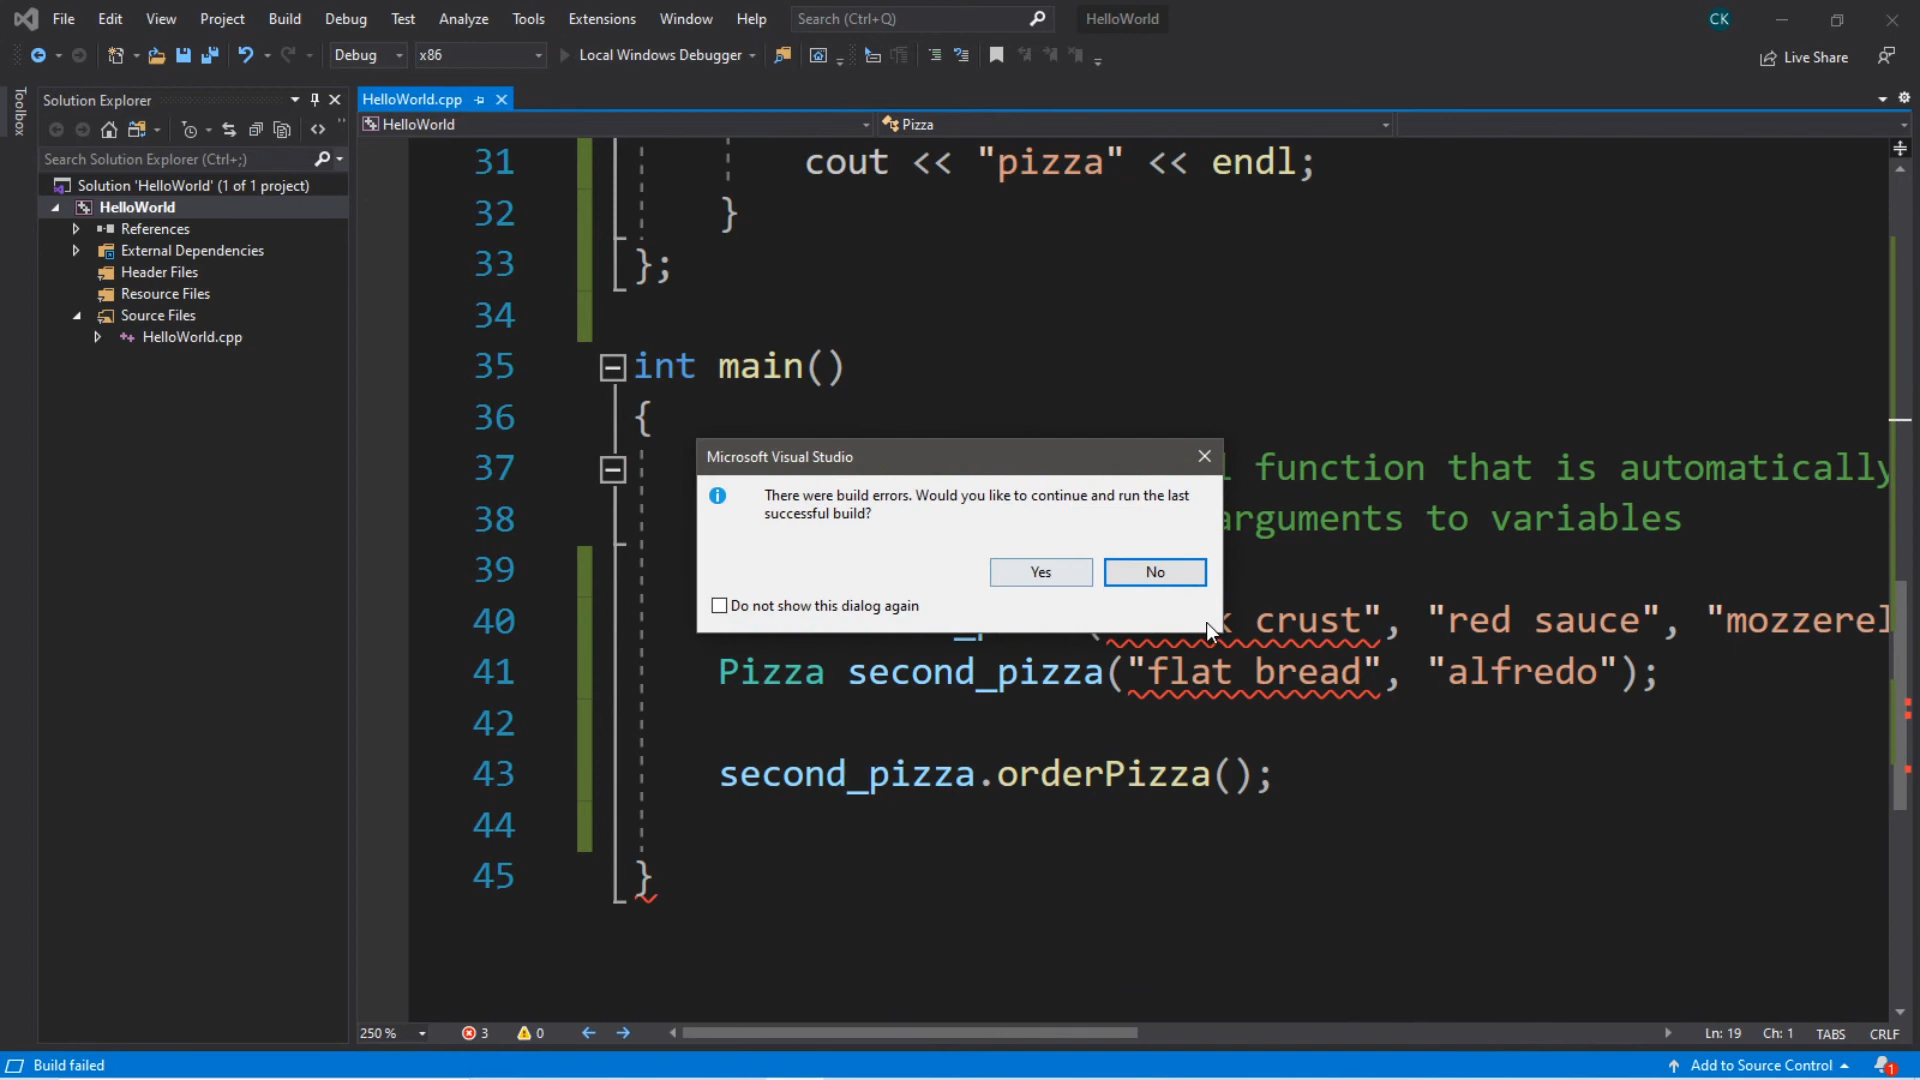 File Edit View Project Build Debug Test Analyze Tools Extensions Window Help Search (Ctrl+Q) HelloWorld CK
Debug x86 Local Windows Debugger Live Share
Toolbox
Solution Explorer
Search Solution Explorer (Ctrl+;)
Solution 'HelloWorld' (1 of 1 project)
HelloWorld
References
External Dependencies
Header Files
Resource Files
Source Files
HelloWorld.cpp
HelloWorld.cpp
HelloWorld Pizza
31 cout << "pizza" << endl;
32 }
33 };
34
35 int main()
36 {
37 function that is automatically
38 arguments to variables
39
40 crust", "red sauce", "mozzerel
41 Pizza second_pizza("flat bread", "alfredo");
42
43 second_pizza.orderPizza();
44
45 }
Microsoft Visual Studio
There were build errors. Would you like to continue and run the last
successful build?
Yes No
Do not show this dialog again
250 % 3 0 Ln: 19 Ch: 1 TABS CRLF
Build failed Add to Source Control 1